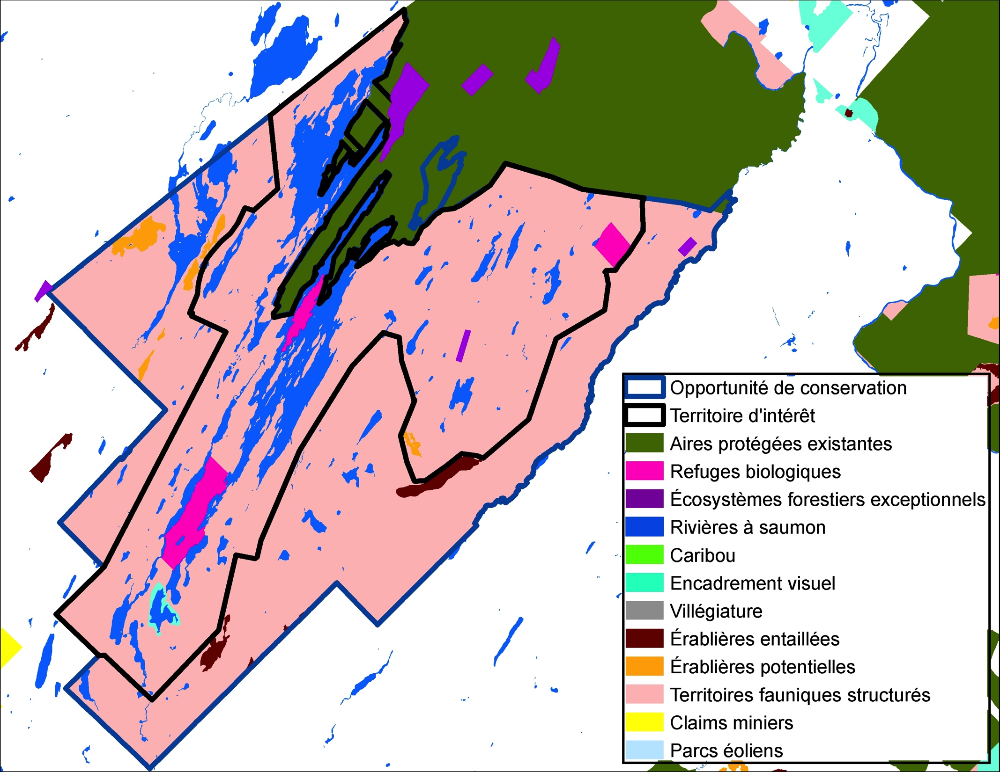 Opportunité de conservation
Territoire d'intérêt
Aires protégées existantes
Refuges biologiques
Écosystèmes forestiers exceptionnels
Rivières à saumon
Caribou
Encadrement visuel
Villégiature
Érablières entaillées
Érablières potentielles
Territoires fauniques structurés
Claims miniers
Parcs éoliens